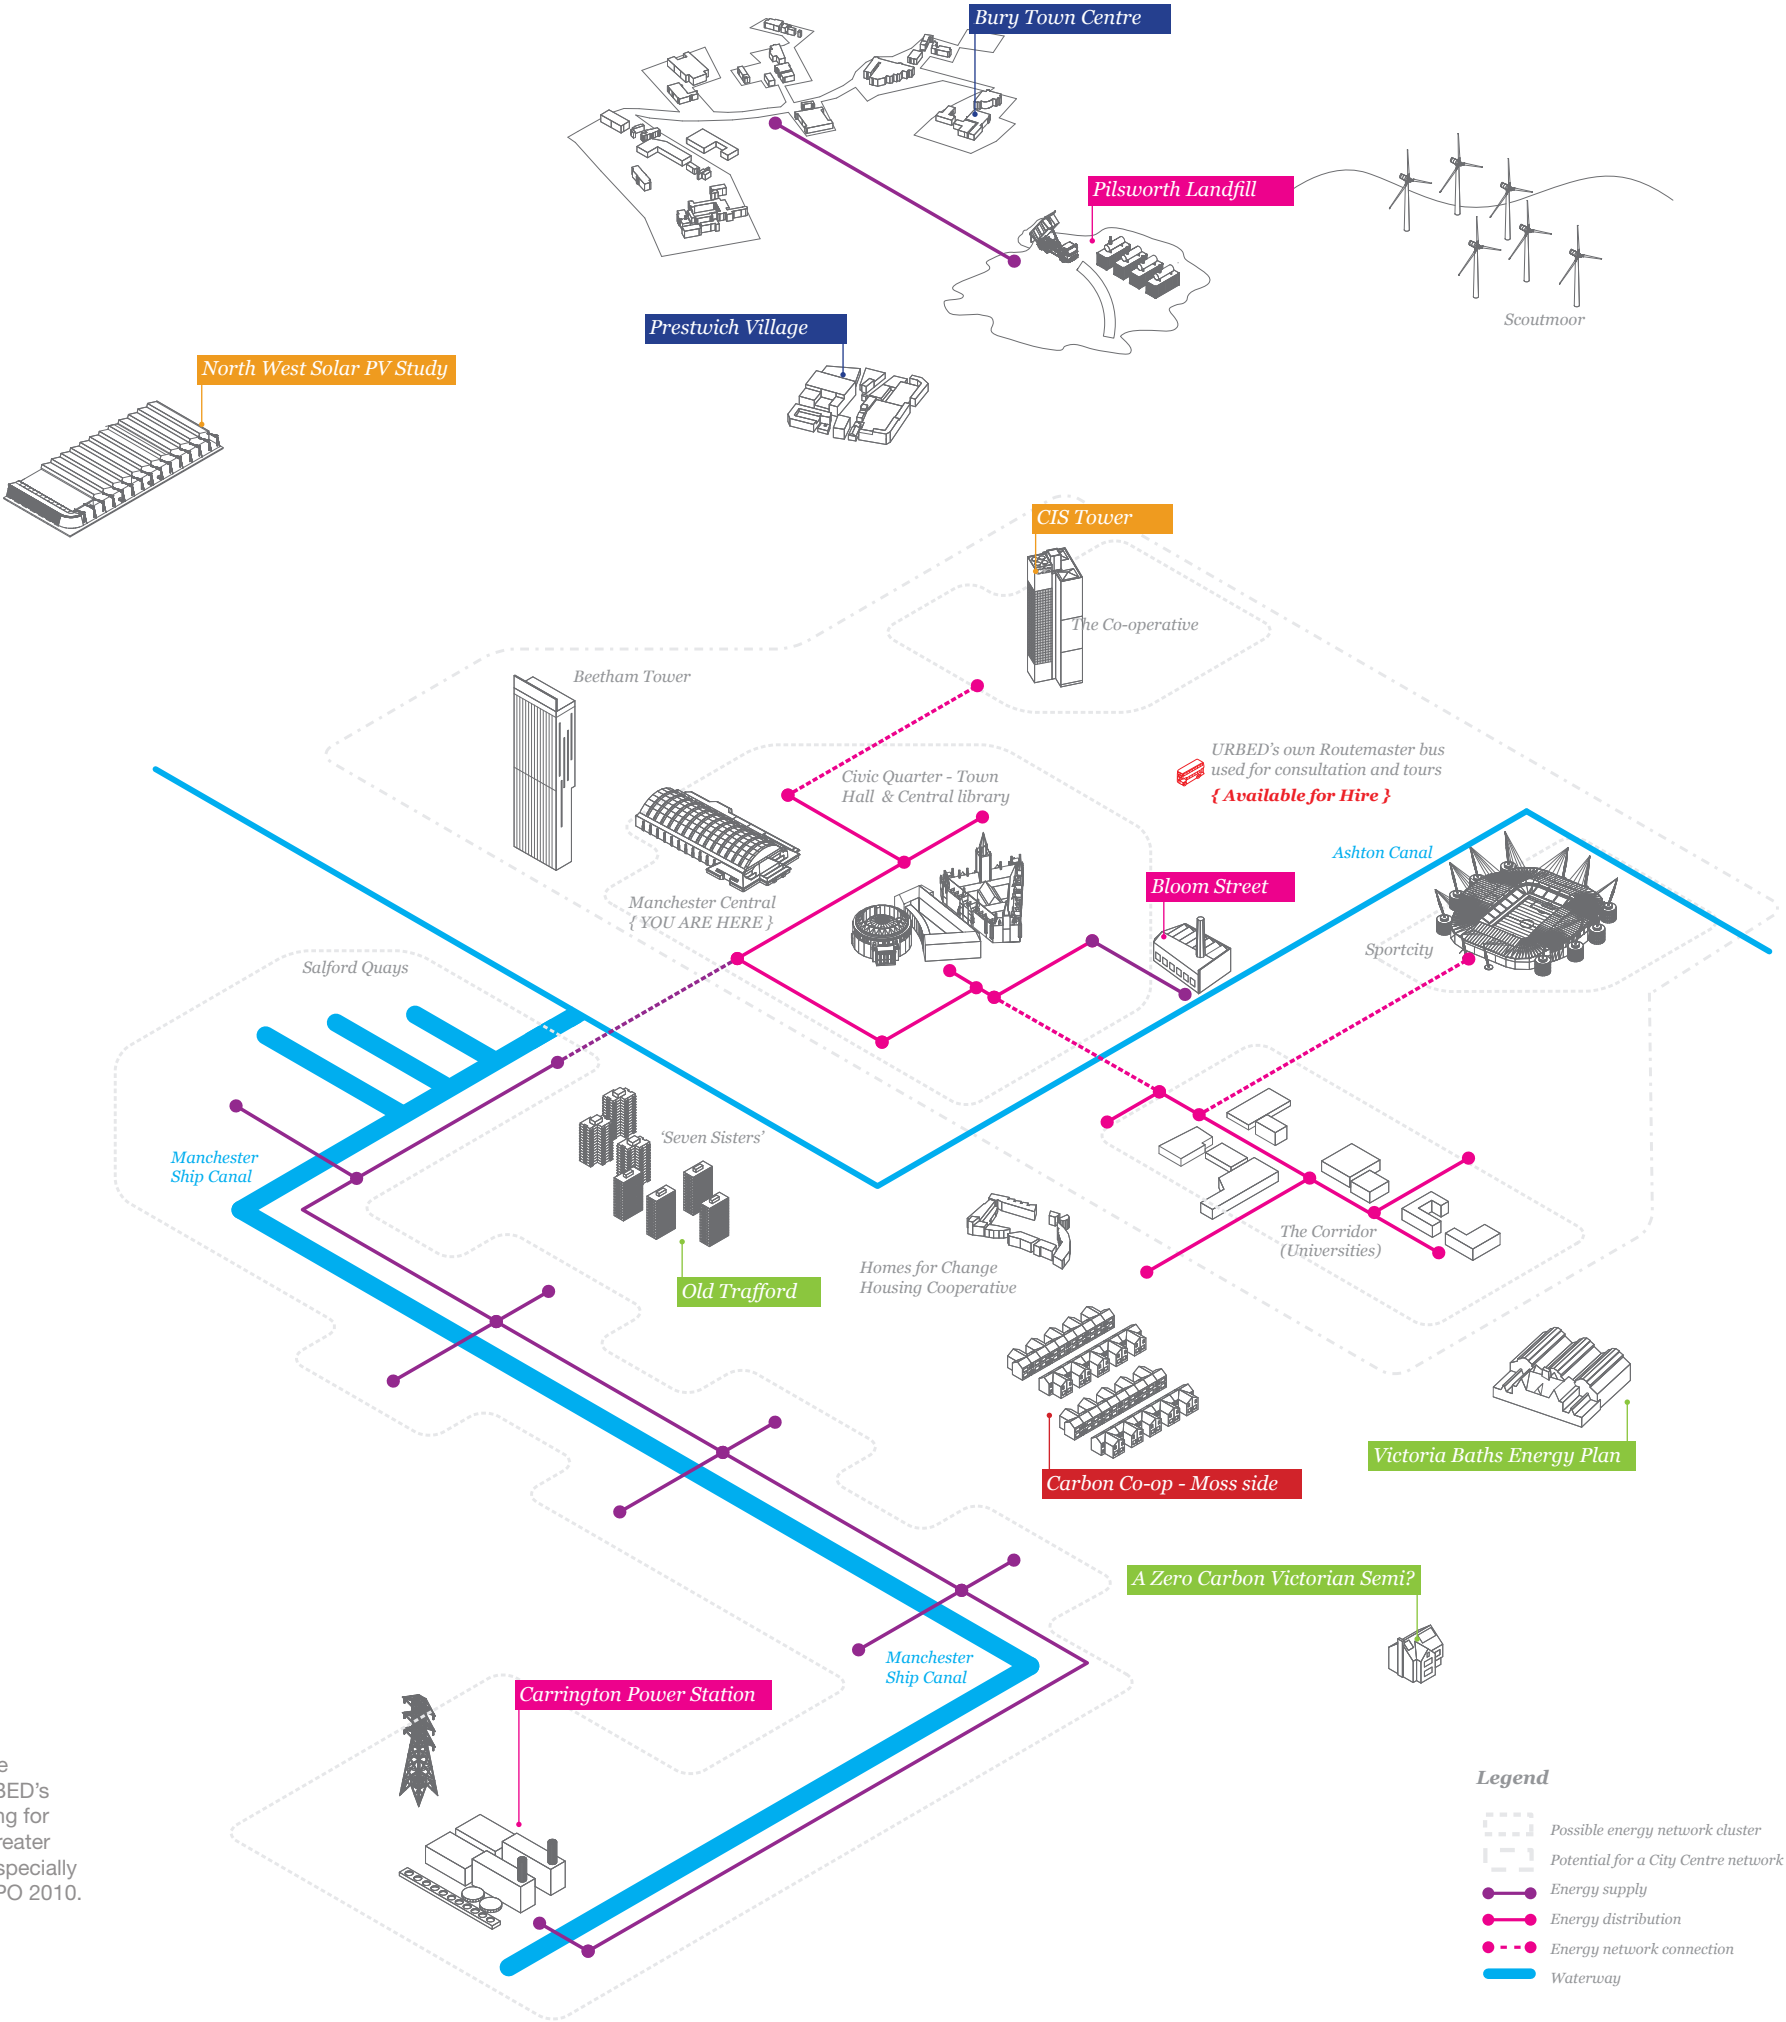 Bury Town Centre
Pilsworth Landfill
Scoutmoor
Prestwich Village
North West Solar PV Study
CIS Tower
The Co-operative
Beetham Tower
URBED's own Routemaster bus
used for consultation and tours
{ Available for Hire }
Civic Quarter - Town
Hall & Central library
Ashton Canal
Bloom Street
Manchester Central
{ YOU ARE HERE }
Sportcity
Salford Quays
'Seven Sisters'
Manchester
Ship Canal
The Corridor
(Universities)
Homes for Change
Housing Cooperative
Old Trafford
Victoria Baths Energy Plan
Carbon Co-op - Moss side
A Zero Carbon Victorian Semi?
Manchester
Ship Canal
Carrington Power Station
e
BED's
ng for
reater
specially
PO 2010.
Legend
Possible energy network cluster
Potential for a City Centre network
Energy supply
Energy distribution
Energy network connection
Waterway